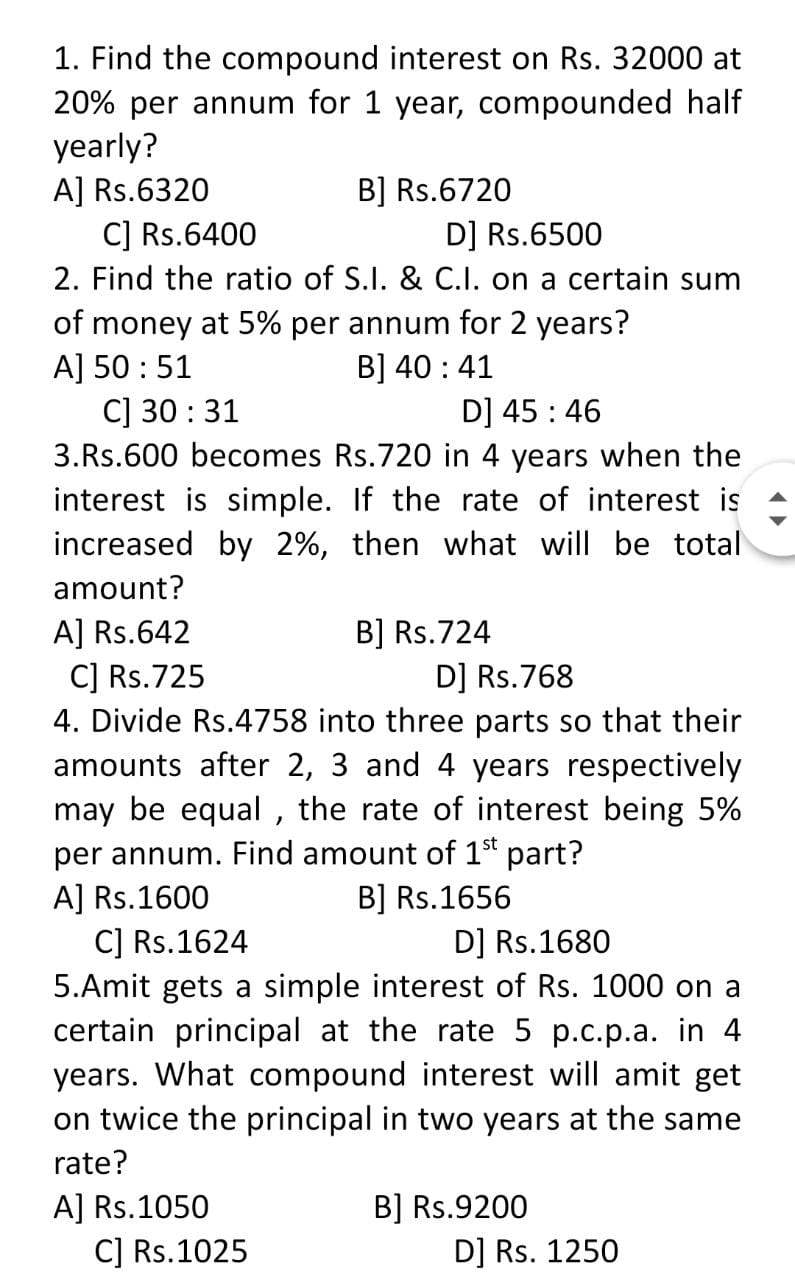 1. Find the compound interest on Rs. 32000 at
20% per annum for 1 year, compounded half
yearly?
A] Rs.6320 B] Rs.6720
C] Rs.6400 D] Rs.6500
2. Find the ratio of S.I. & C.I. on a certain sum
of money at 5% per annum for 2 years?
A] 50 : 51 B] 40 : 41
C] 30 : 31 D] 45 : 46
3.Rs.600 becomes Rs.720 in 4 years when the
interest is simple. If the rate of interest is
increased by 2%, then what will be total
amount?
A] Rs.642 B] Rs.724
C] Rs.725 D] Rs.768
4. Divide Rs.4758 into three parts so that their
amounts after 2, 3 and 4 years respectively
may be equal , the rate of interest being 5%
per annum. Find amount of 1st part?
A] Rs.1600 B] Rs.1656
C] Rs.1624 D] Rs.1680
5.Amit gets a simple interest of Rs. 1000 on a
certain principal at the rate 5 p.c.p.a. in 4
years. What compound interest will amit get
on twice the principal in two years at the same
rate?
A] Rs.1050 B] Rs.9200
C] Rs.1025 D] Rs. 1250